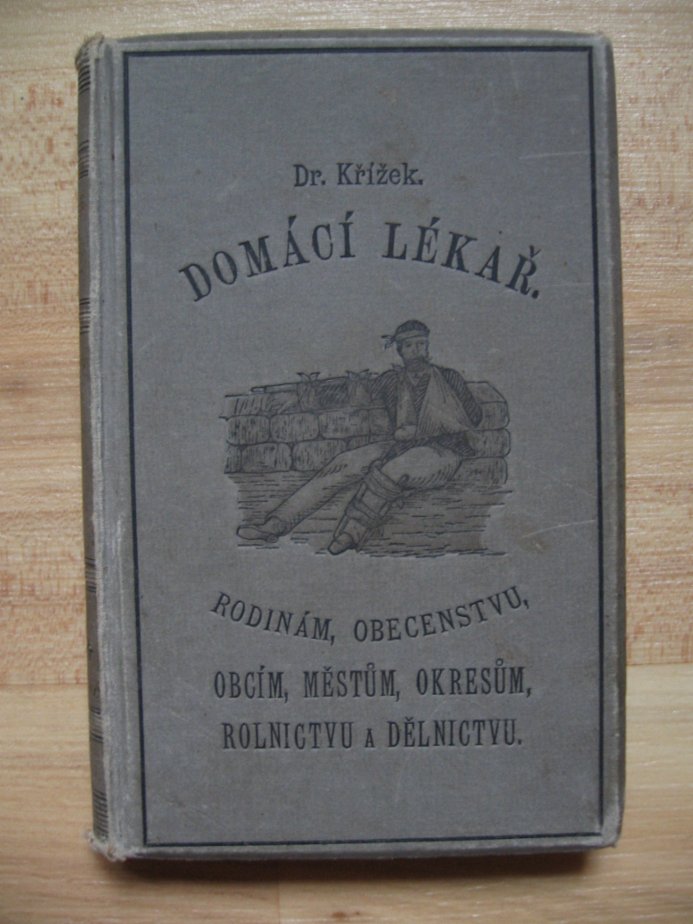 Dr. Křížek.
DOMÁCÍ LÉKAŘ.
RODINÁM, OBECENSTVU,
OBCÍM, MĚSTŮM, OKRESŮM,
ROLNICTVU A DĚLNICTVU.